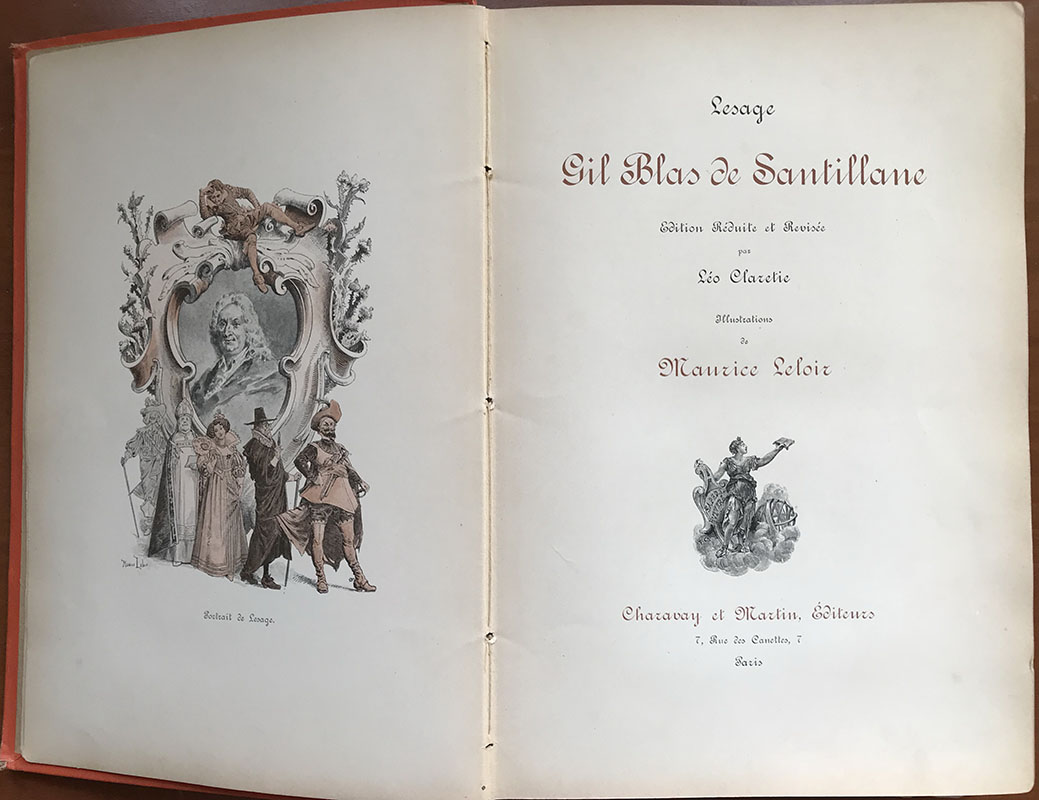 Portrait de Lesage.
Lesage
Gil Blas de Santillane
Edition Réduite et Revisée
par
Léo Claretie
Illustrations
de
Maurice Leloir
Charavay et Martin, Éditeurs
7, Rue des Canettes, 7
Paris